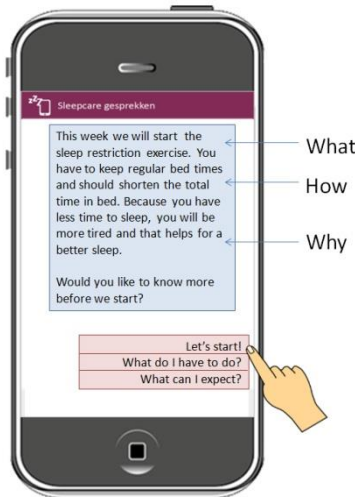 zzz
Sleepcare gesprekken
This week we will start the
sleep restriction exercise. You
have to keep regular bed times
and should shorten the total
time in bed. Because you have
less time to sleep, you will be
more tired and that helps for a
better sleep.
Would you like to know more
before we start?
Let's start!
What do I have to do?
What can I expect?
What
How
Why